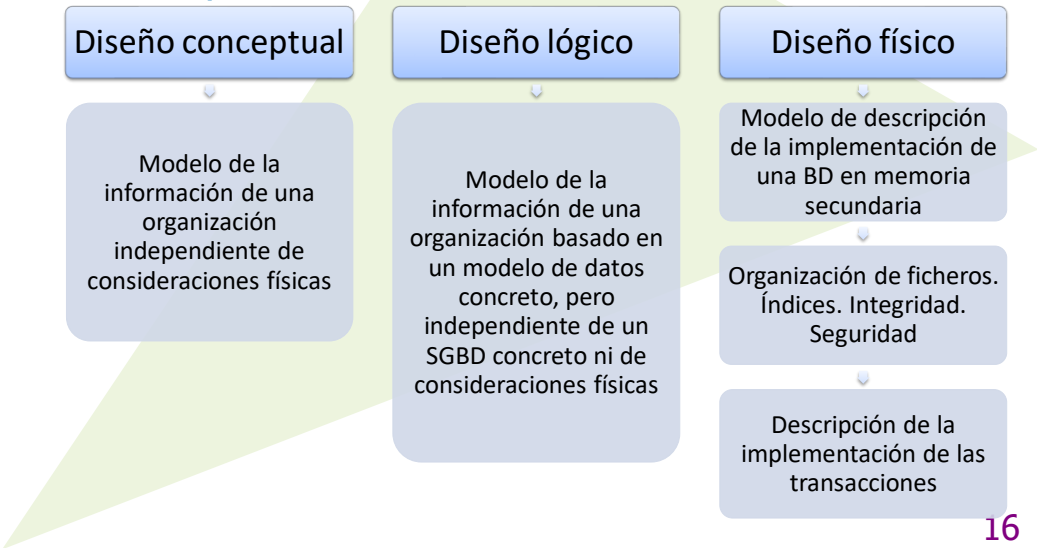 Diseño conceptual
Modelo de la
información de una
organización
independiente de
consideraciones físicas
Diseño lógico
Modelo de la
información de una
organización basado en
un modelo de datos
concreto, pero
independiente de un
SGBD concreto ni de
consideraciones físicas
Diseño físico
Modelo de descripción
de la implementación de
una BD en memoria
secundaria
Organización de ficheros.
Índices. Integridad.
Seguridad
Descripción de la
implementación de las
transacciones
16